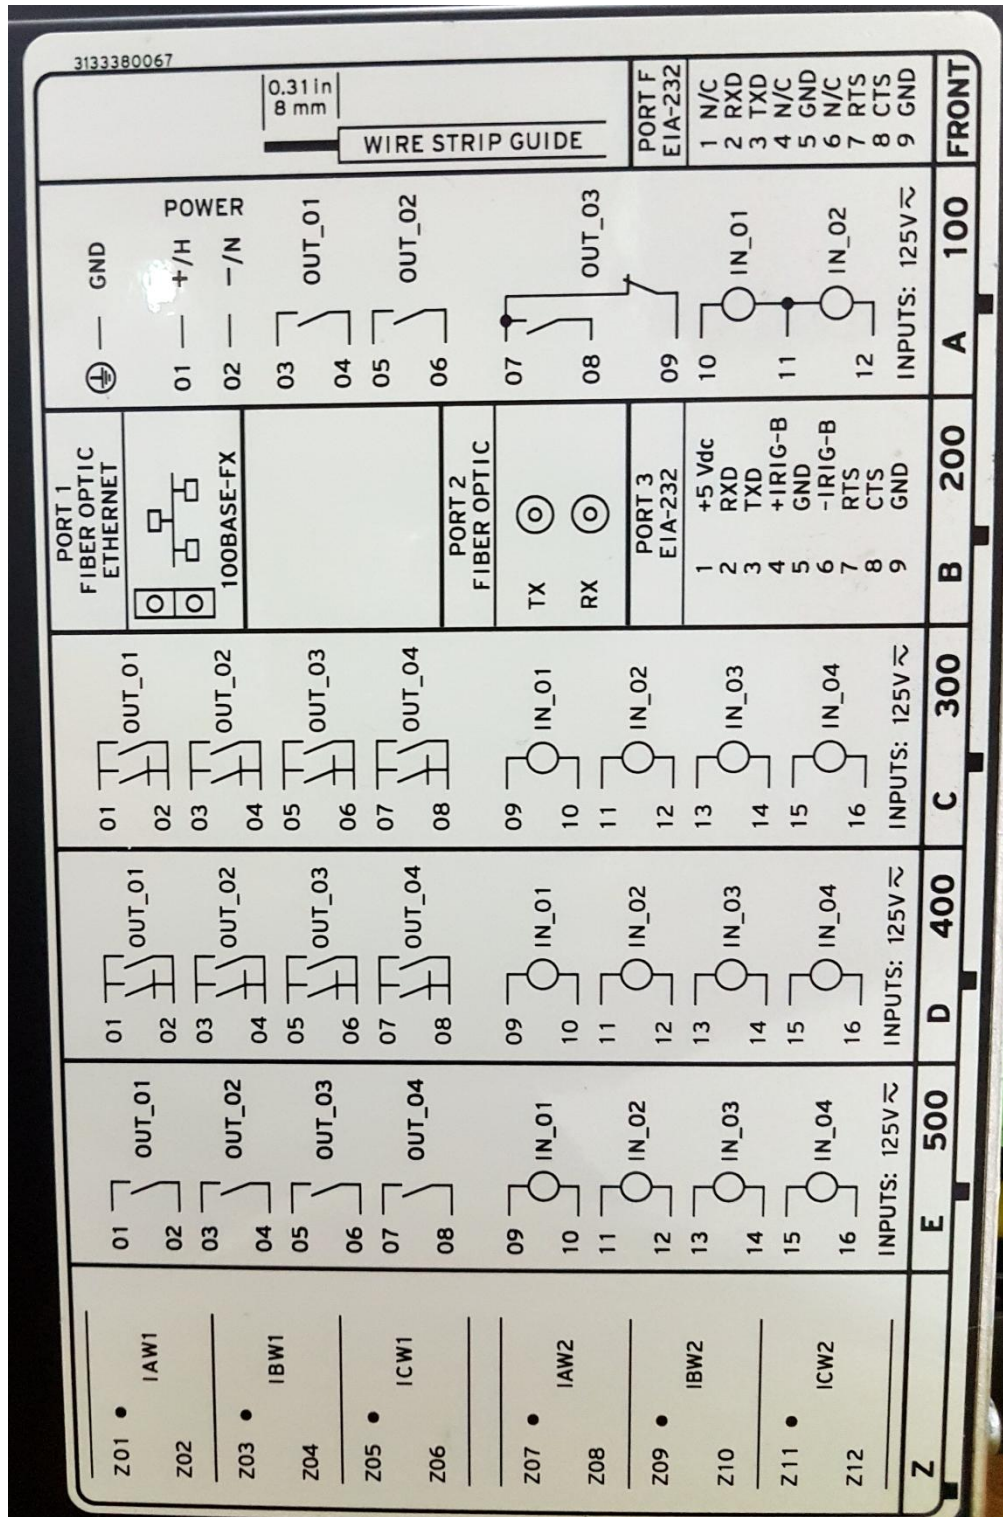 3133380067
0.31 in
8 mm
WIRE STRIP GUIDE
PORT F
EIA-232
1 N/C
2 RXD
3 TXD
4 N/C
5 GND
6 N/C
7 RTS
8 CTS
9 GND
FRONT
GND
POWER
01 +/H
02 −/N
03
04
OUT_01
05
06
OUT_02
07
08
09
OUT_03
10
IN_01
11
12
IN_02
INPUTS: 125V⎓
A 100
PORT 1
FIBER OPTIC
ETHERNET
100BASE-FX
PORT 2
FIBER OPTIC
TX
RX
PORT 3
EIA-232
1 +5 Vdc
2 RXD
3 TXD
4 +IRIG-B
5 GND
6 -IRIG-B
7 RTS
8 CTS
9 GND
B 200
01
02
OUT_01
03
04
OUT_02
05
06
OUT_03
07
08
OUT_04
09
10
IN_01
11
12
IN_02
13
14
IN_03
15
16
IN_04
INPUTS: 125V⎓
C 300
01
02
OUT_01
03
04
OUT_02
05
06
OUT_03
07
08
OUT_04
09
10
IN_01
11
12
IN_02
13
14
IN_03
15
16
IN_04
INPUTS: 125V⎓
D 400
01
02
OUT_01
03
04
OUT_02
05
06
OUT_03
07
08
OUT_04
09
10
IN_01
11
12
IN_02
13
14
IN_03
15
16
IN_04
INPUTS: 125V⎓
E 500
Z01
Z02
IAW1
Z03
Z04
IBW1
Z05
Z06
ICW1
Z07
Z08
IAW2
Z09
Z10
IBW2
Z11
Z12
ICW2
Z